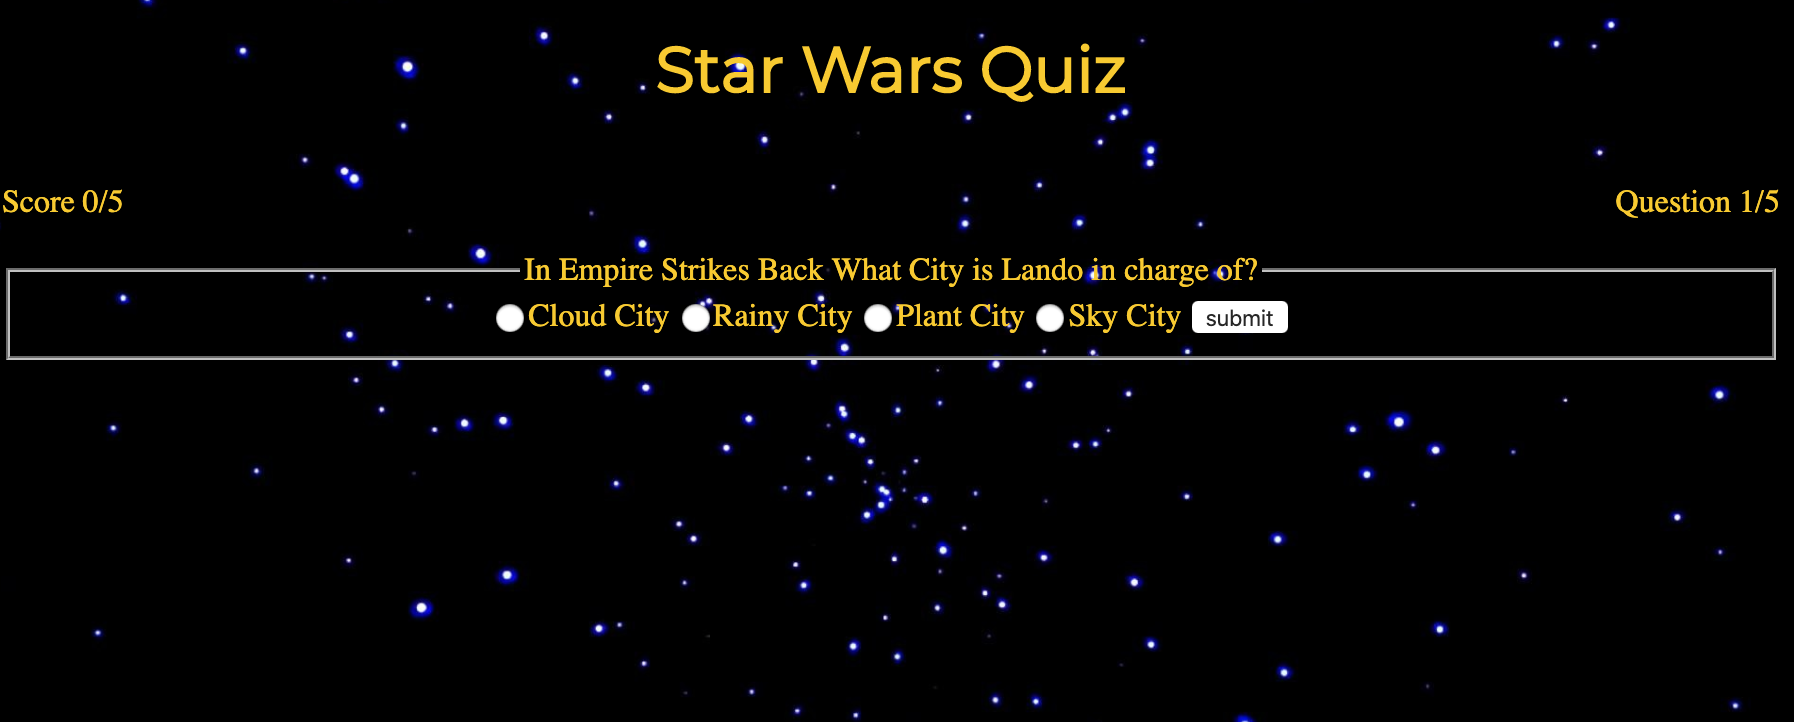 Star Wars Quiz
Score 0/5
Question 1/5
In Empire Strikes Back What City is Lando in charge of?
Cloud City Rainy City Plant City Sky City submit